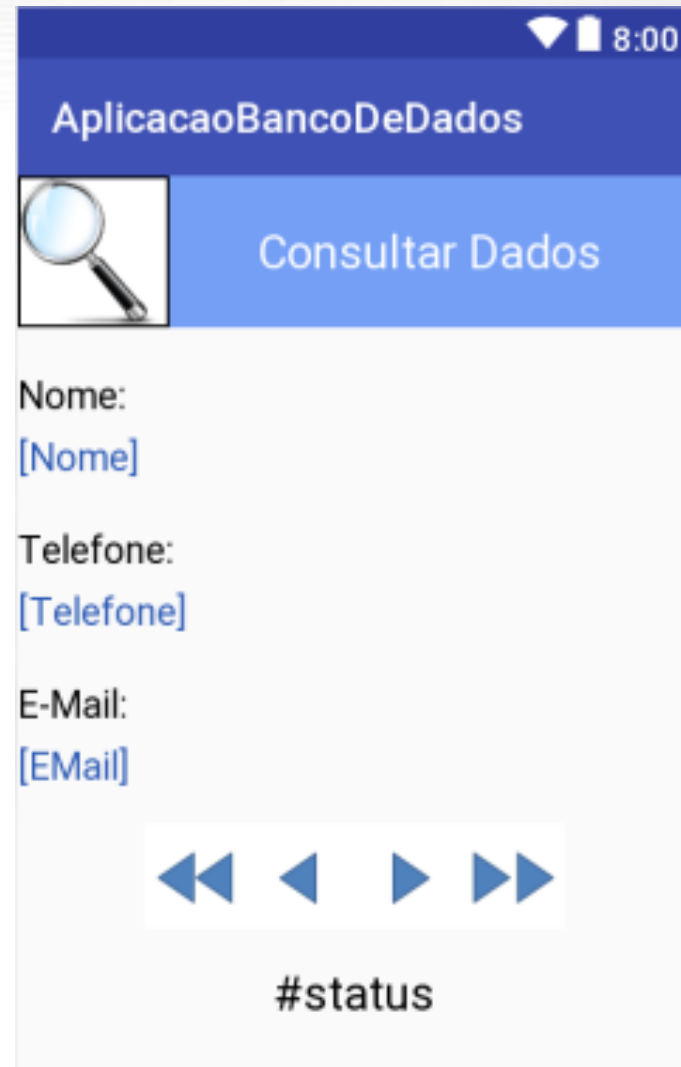 8:00
AplicacaoBancoDeDados
Consultar Dados
Nome:
[Nome]
Telefone:
[Telefone]
E-Mail:
[EMail]
#status